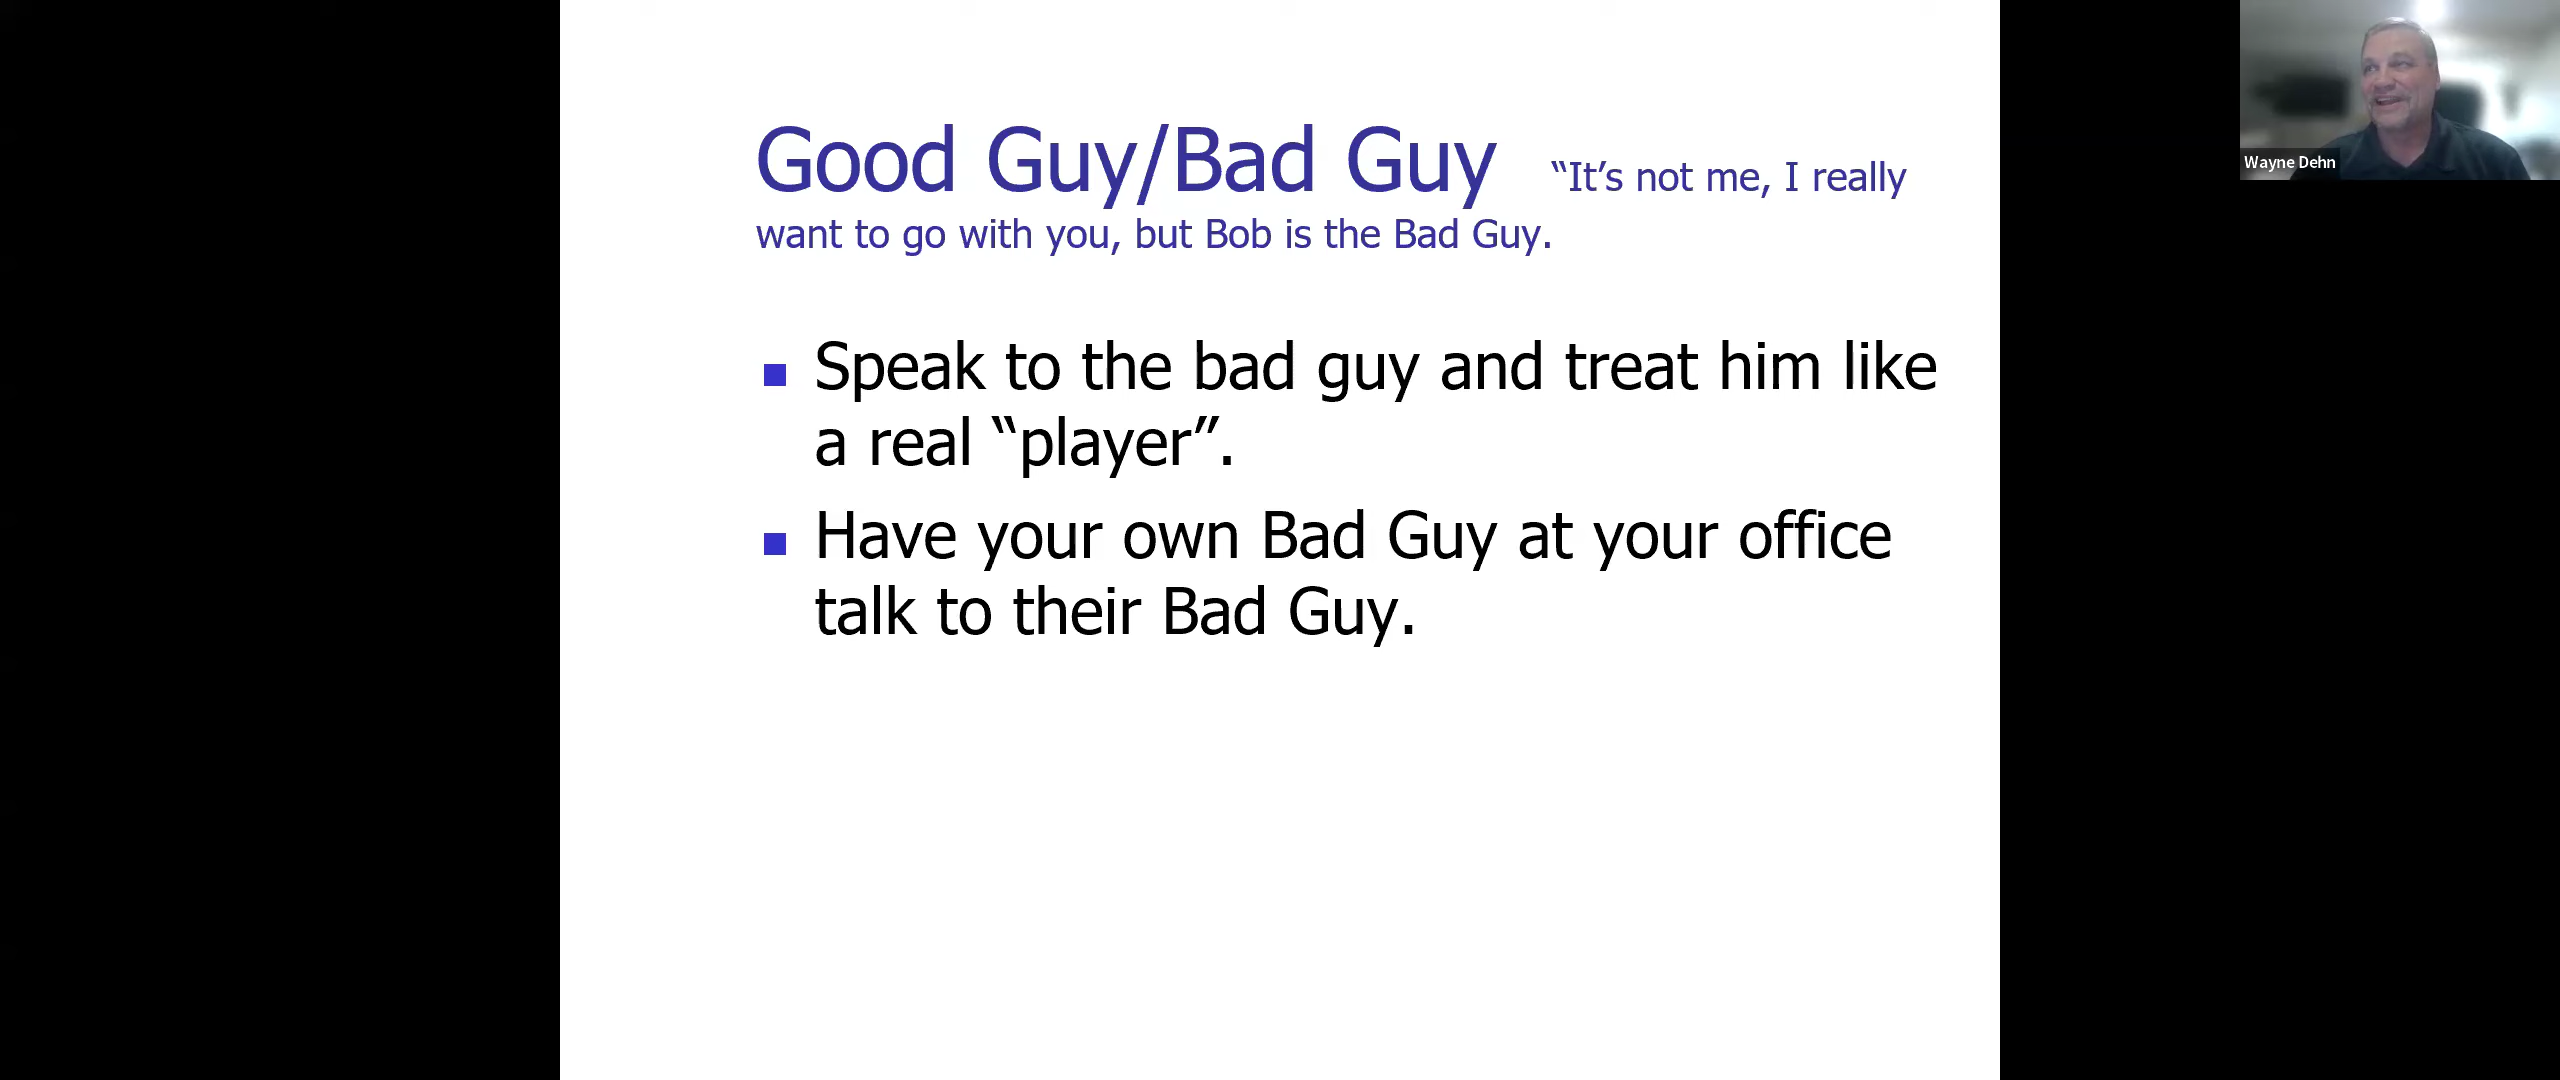 Good Guy/Bad Guy “It’s not me, I really
want to go with you, but Bob is the Bad Guy.
Speak to the bad guy and treat him like
a real “player”.
Have your own Bad Guy at your office
talk to their Bad Guy.
Wayne Dehn